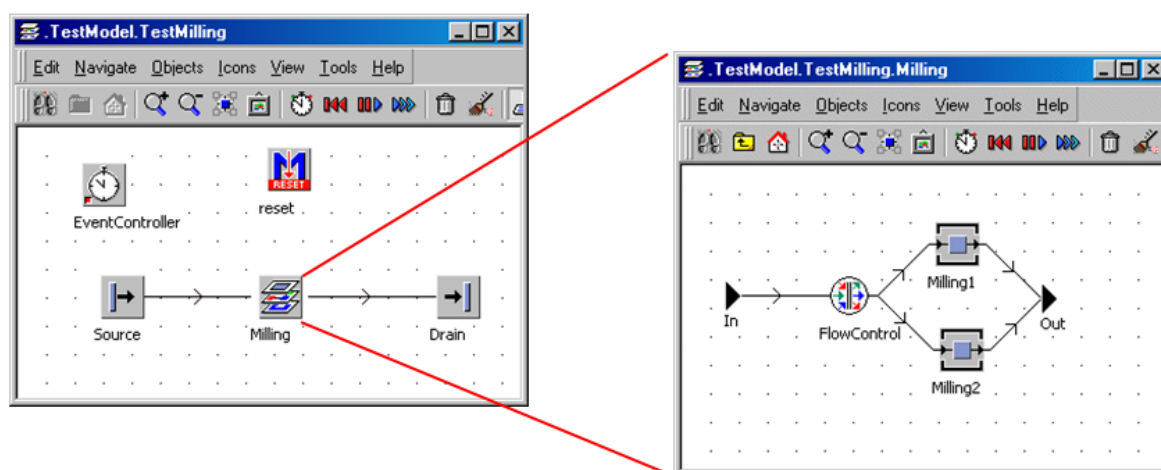 .TestModel.TestMilling
Edit Navigate Objects Icons View Tools Help
RESET
reset
EventController
Source
Milling
Drain
.TestModel.TestMilling.Milling
Edit Navigate Objects Icons View Tools Help
Milling1
In
FlowControl
Out
Milling2